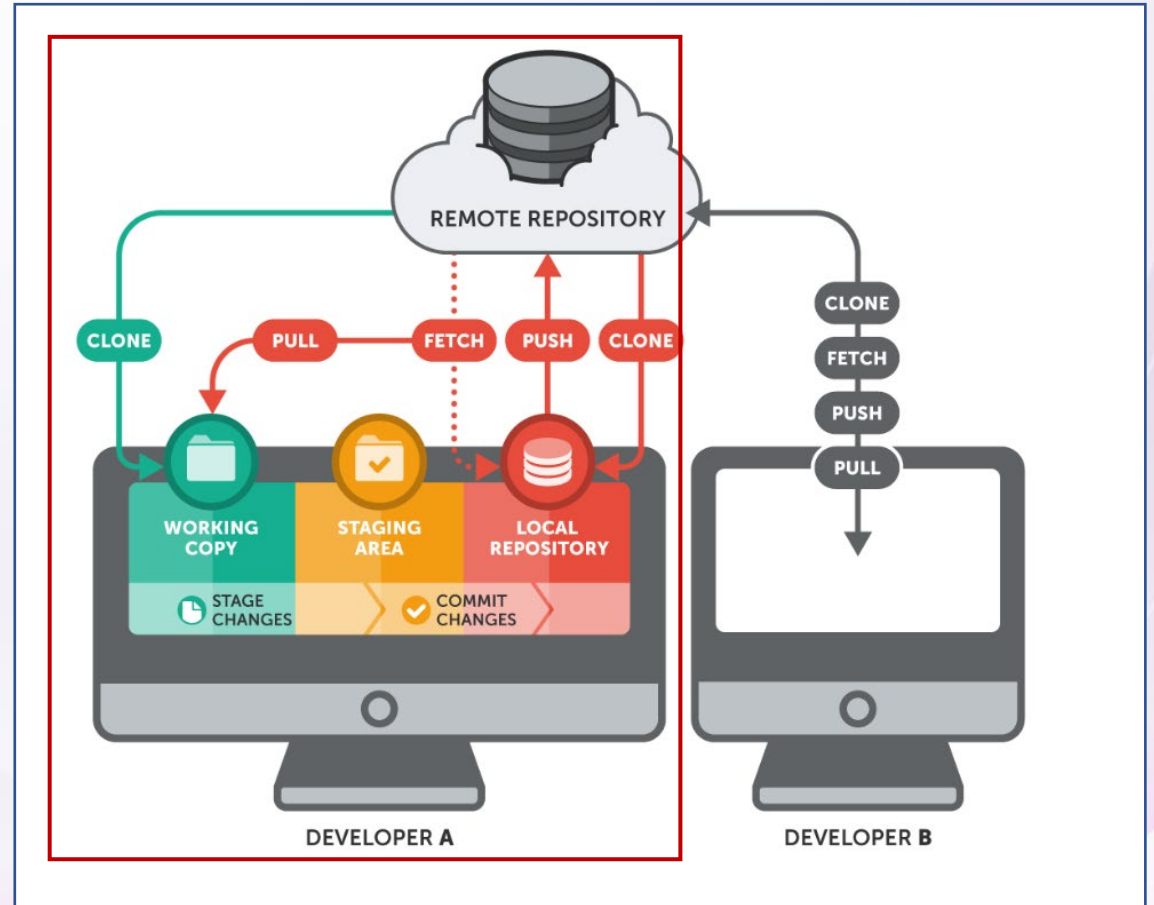 REMOTE REPOSITORY
CLONE
PULL
FETCH
PUSH
CLONE
WORKING
COPY
STAGING
AREA
LOCAL
REPOSITORY
STAGE
CHANGES
COMMIT
CHANGES
DEVELOPER A
CLONE
FETCH
PUSH
PULL
DEVELOPER B